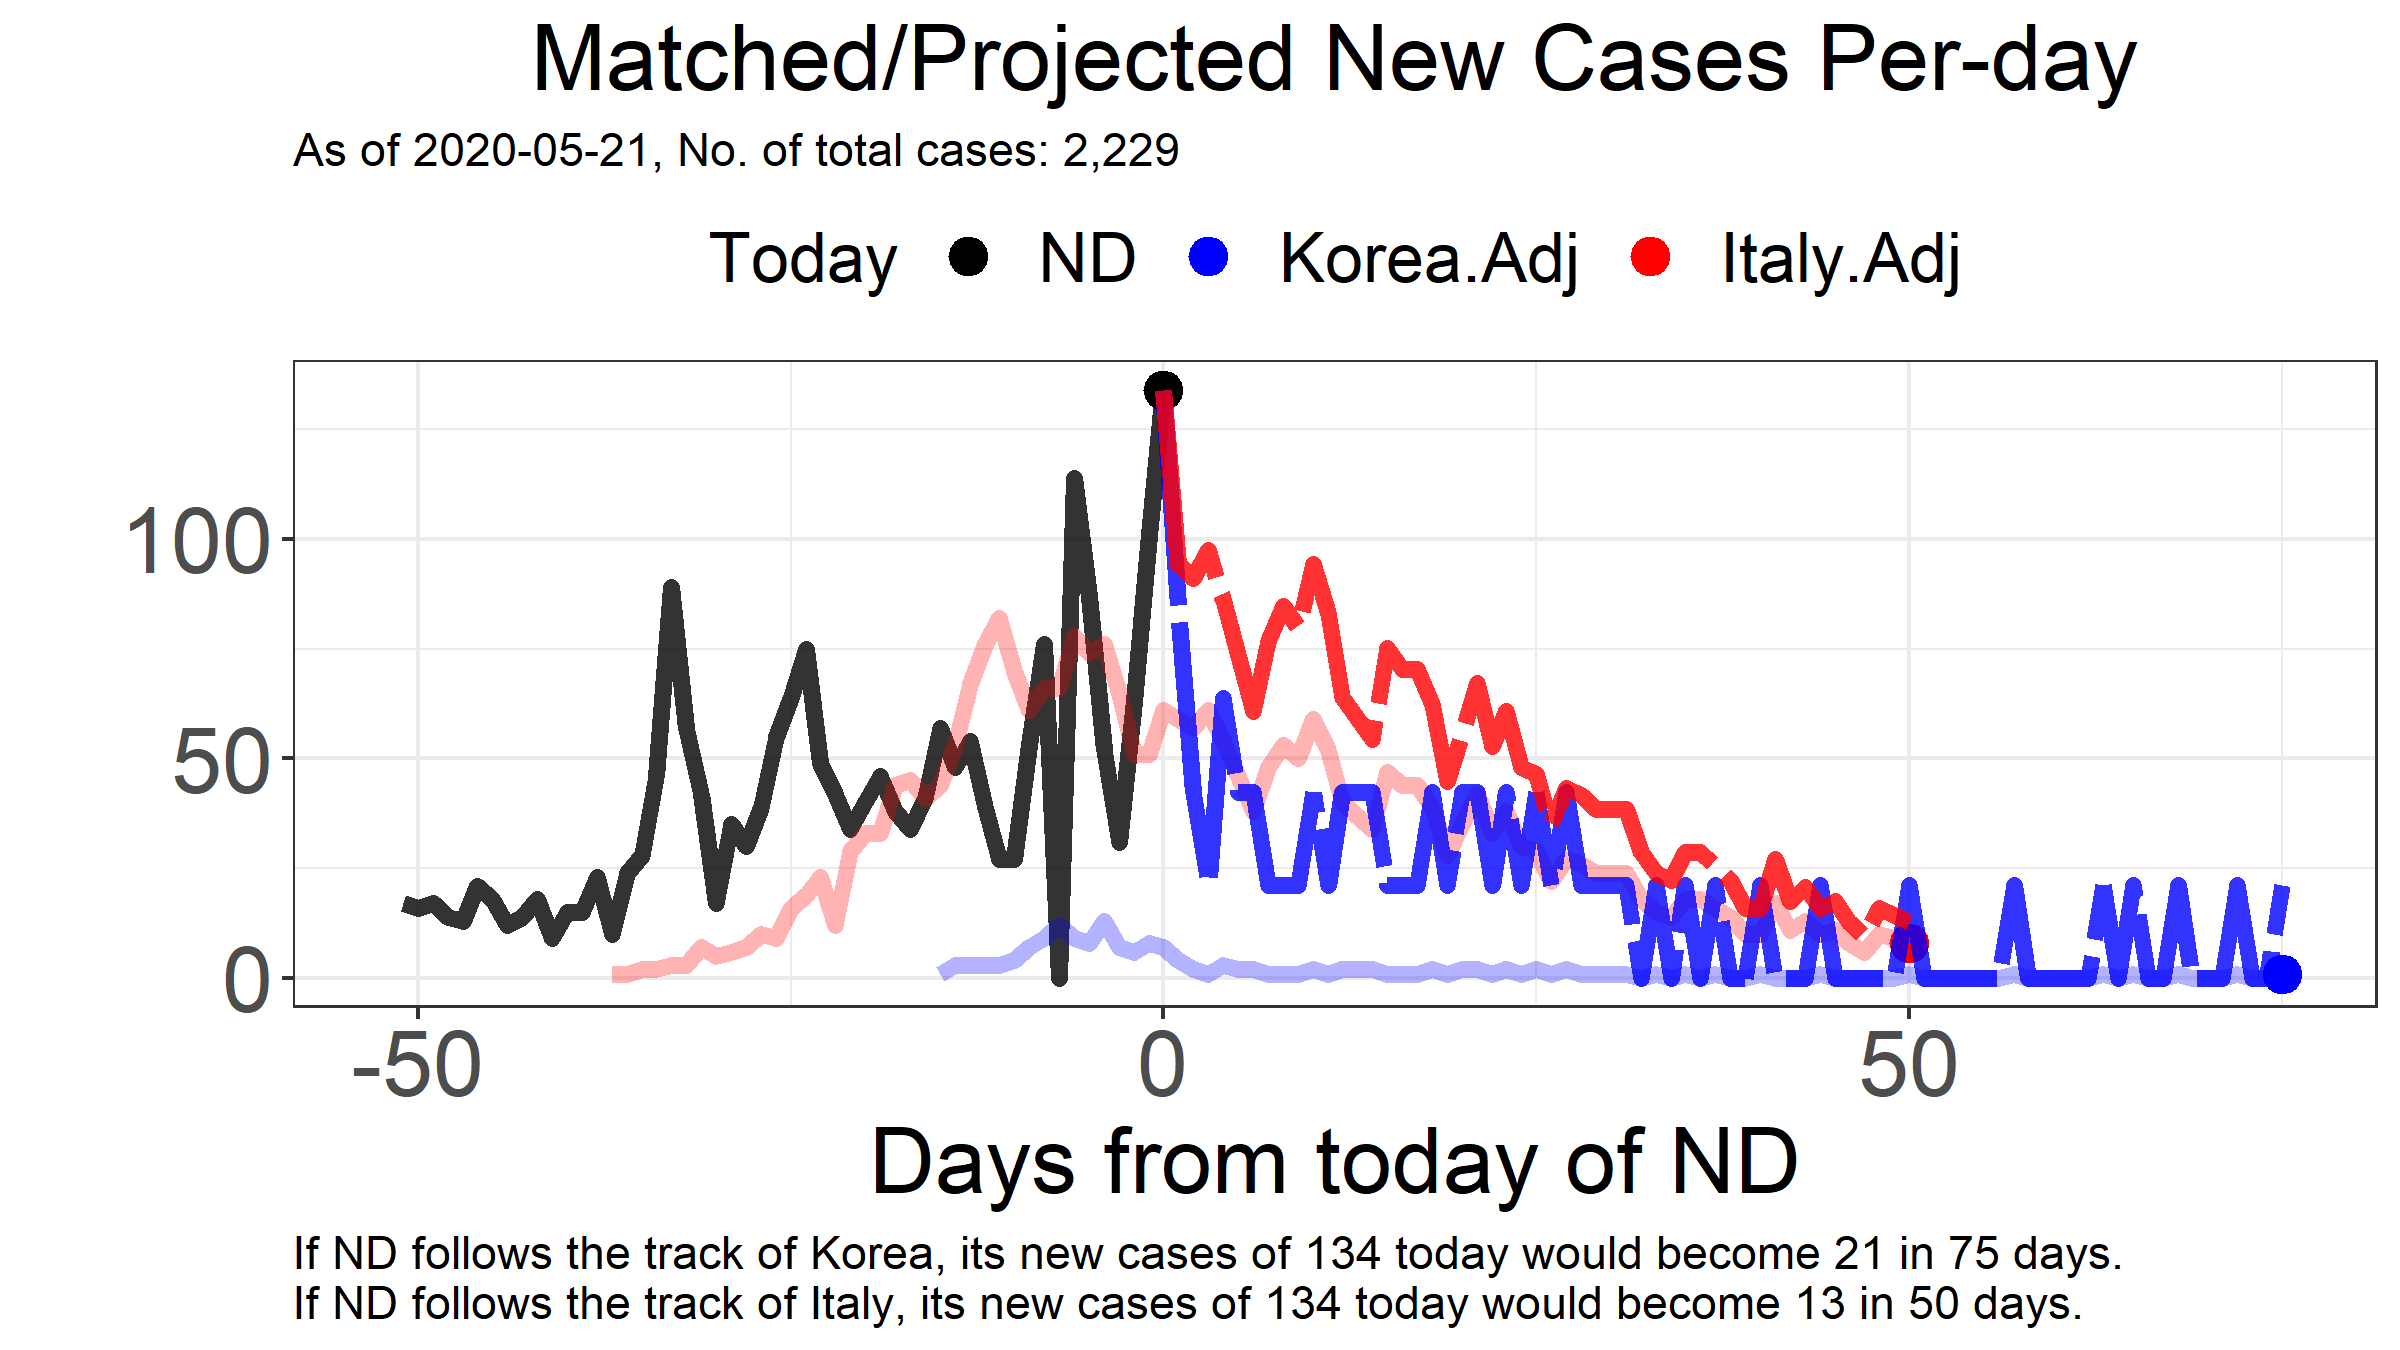 Matched/Projected New Cases Per-day
As of 2020-05-21, No. of total cases: 2,229
Today ND Korea.Adj Italy.Adj
100
50
0
-50 0 50
Days from today of ND
If ND follows the track of Korea, its new cases of 134 today would become 21 in 75 days.
If ND follows the track of Italy, its new cases of 134 today would become 13 in 50 days.